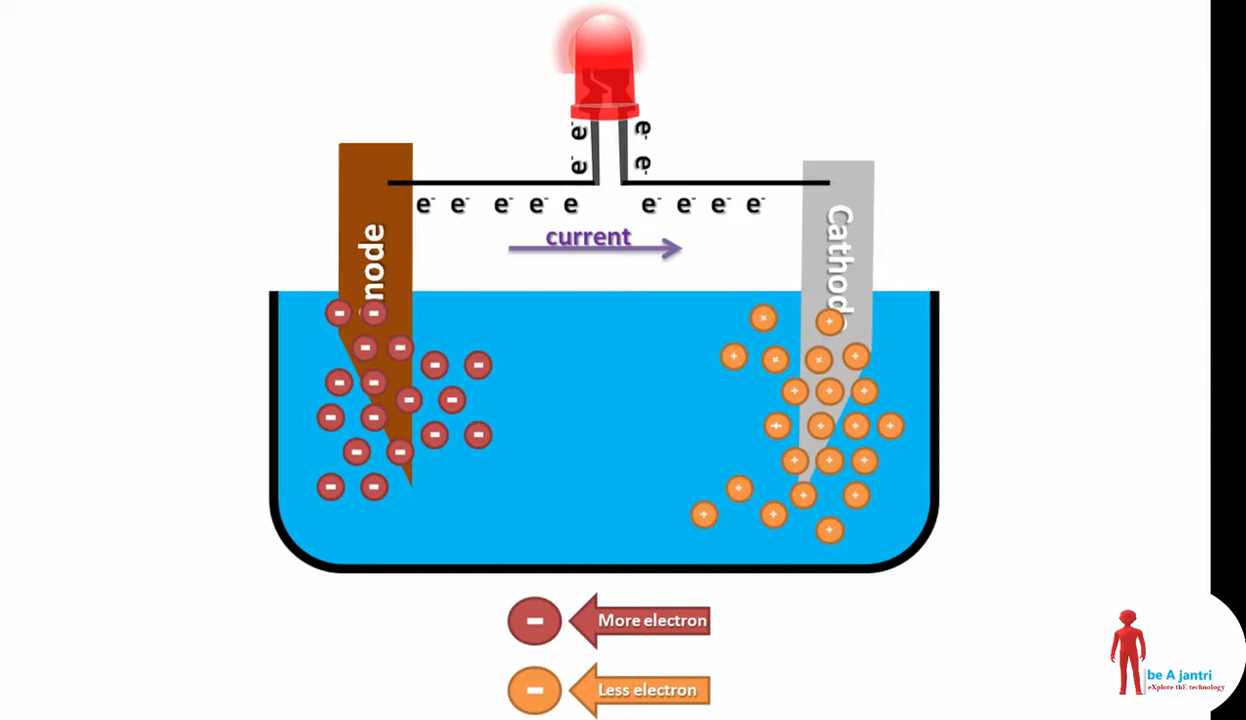 e- e-
e- e-
e- e- e- e- e e- e- e- e-
current
node
Cathod
More electron
Less electron
be A jantri
eXplore thE technology